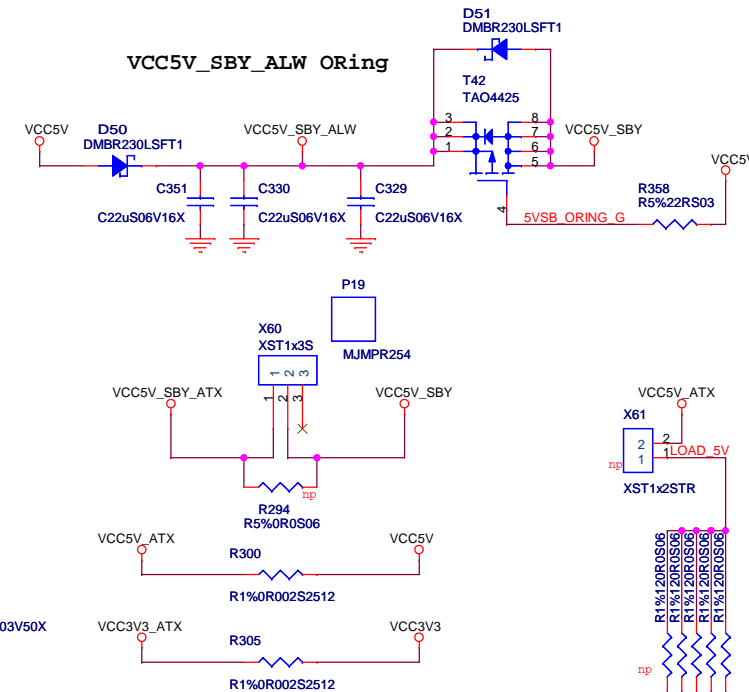 D51
DMBR230LSFT1
VCC5V_SBY_ALW ORing
T42
TAO4425
VCC5V
D50
DMBR230LSFT1
VCC5V_SBY_ALW
3
2
1
8
7
6
5
VCC5V_SBY
VCC5V
C351
C330
C329
R358
R5%22RS03
C22uS06V16X
C22uS06V16X
C22uS06V16X
4
5VSB_ORING_G
P19
MJMPR254
X60
XST1x3S
1
2
3
1
2
3
VCC5V_SBY_ATX
VCC5V_SBY
VCC5V_ATX
X61
2
1
2
1
LOAD_5V
np
XST1x2STR
np
R294
R5%0R0S06
VCC5V_ATX
R300
VCC5V
R1%0R002S2512
03V50X
VCC3V3_ATX
R305
VCC3V3
R1%0R002S2512
R1%120R0S06
R1%120R0S06
R1%120R0S06
R1%120R0S06
R1%120R0S06
np